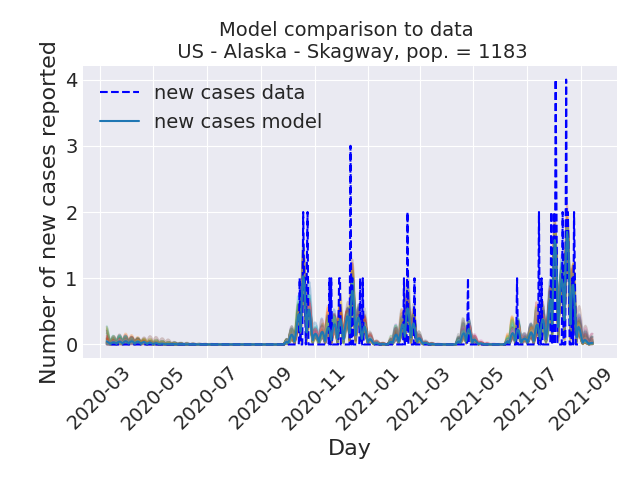 Model comparison to data
US - Alaska - Skagway, pop. = 1183
Number of new cases reported
4
3
2
1
0
new cases data
new cases model
2020-03
2020-05
2020-07
2020-09
2020-11
2021-01
2021-03
2021-05
2021-07
2021-09
Day